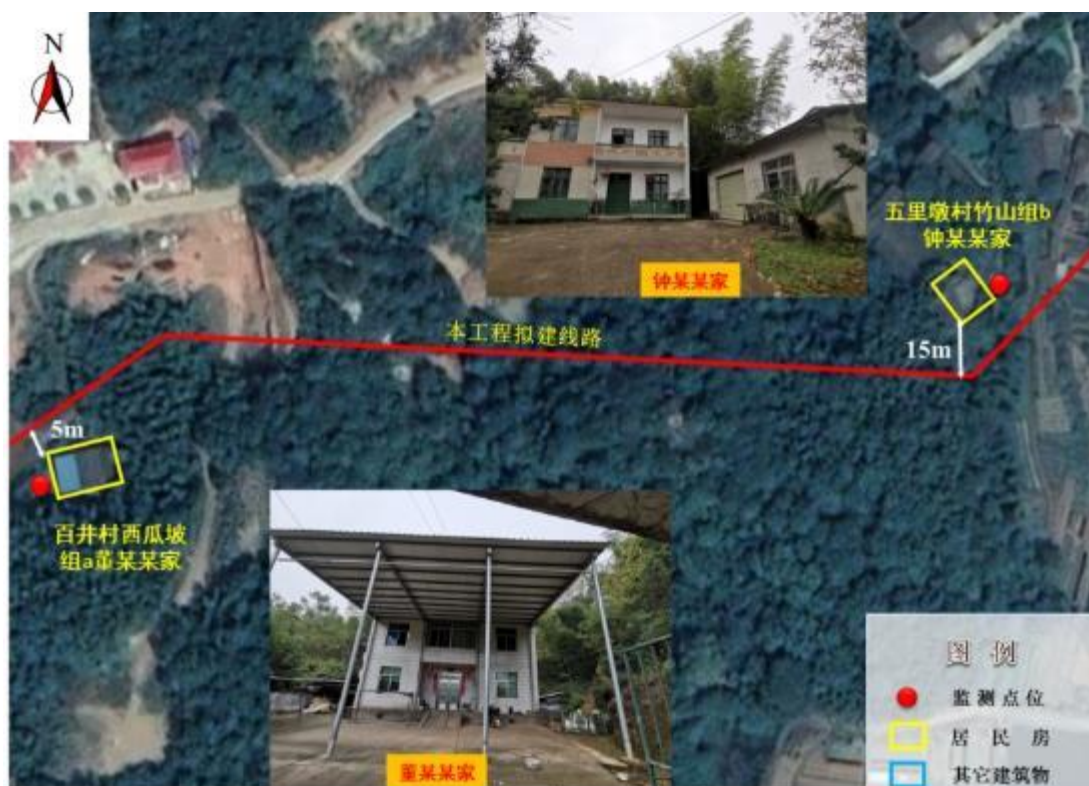 N
五里墩村竹山组b
钟某某家
钟某某家
本工程拟建线路
15m
5m
百井村西瓜坡
组a董某某家
董某某家
图 例
监 测 点 位
居 民 房
其它建筑物